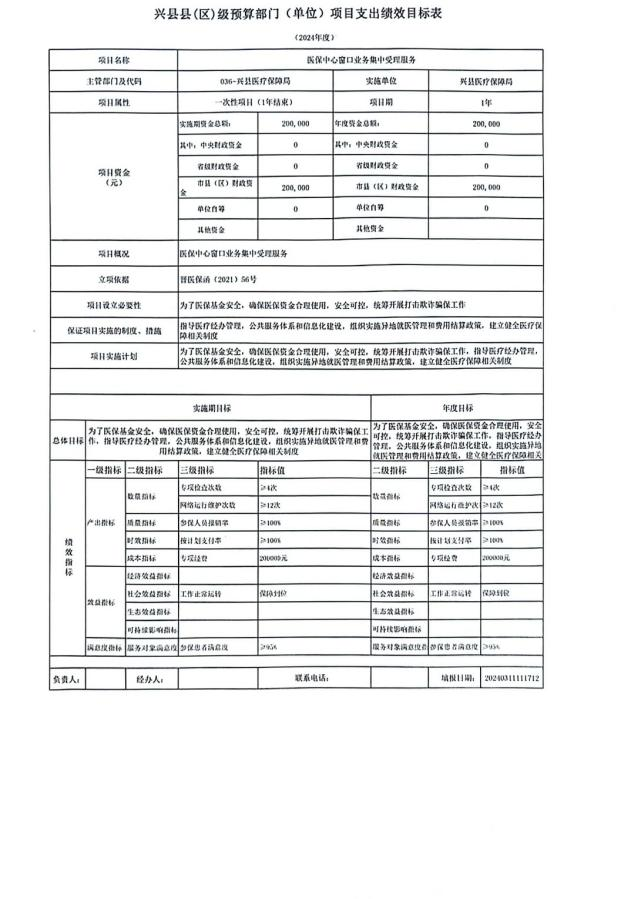 兴县县(区)级预算部门（单位）项目支出绩效目标表
（2024年度）
项目名称 医保中心窗口业务集中受理服务
主管部门及代码 036-兴县医疗保障局 实施单位 兴县医疗保障局
项目属性 一次性项目（1年结束） 项目期 1年
项目资金
（元）
实施期资金总额： 200,000 年度资金总额： 200,000
其中：中央财政资金 0 其中：中央财政资金 0
省级财政资金 0 省级财政资金 0
市县（区）财政资金 200,000 市县（区）财政资金 200,000
单位自筹 0 单位自筹 0
其他资金 其他资金
项目概况 医保中心窗口业务集中受理服务
立项依据 晋医保函（2021）56号
项目设立必要性 为了医保基金安全，确保医保资金合理使用，安全可控，统筹开展打击欺诈骗保工作
保证项目实施的制度、措施 指导医疗经办管理，公共服务体系和信息化建设，组织实施异地就医管理和费用结算政策，建立健全医疗保
障相关制度
项目实施计划 为了医保基金安全，确保医保资金合理使用，安全可控，统筹开展打击欺诈骗保工作，指导医疗经办管理，
公共服务体系和信息化建设，组织实施异地就医管理和费用结算政策，建立健全医疗保障相关制度
实施期目标 年度目标
总体目标
为了医保基金安全，确保医保资金合理使用，安全可控，统筹开展打击欺诈骗保工
作，指导医疗经办管理，公共服务体系和信息化建设，组织实施异地就医管理和费
用结算政策，建立健全医疗保障相关制度
为了医保基金安全，确保医保资金合理使用，安全
可控，统筹开展打击欺诈骗保工作，指导医疗经办
管理，公共服务体系和信息化建设，组织实施异地
就医管理和费用结算政策，建立健全医疗保障相关
绩效指标
一级指标 二级指标 三级指标 指标值 二级指标 三级指标 指标值
产出指标 数量指标 专项检查次数 ≥4次 数量指标 专项检查次数 ≥4次
网络运行维护次数 ≥12次 网络运行维护次 ≥12次
质量指标 参保人员报销率 ≥100% 质量指标 参保人员报销率 ≥100%
时效指标 按计划支付率 ≥100% 时效指标 按计划支付率 ≥100%
成本指标 专项经费 200000元 成本指标 专项经费 200000元
效益指标 经济效益指标 经济效益指标
社会效益指标 工作正常运转 保障到位 社会效益指标 工作正常运转 保障到位
生态效益指标 生态效益指标
可持续影响指标 可持续影响指标
满意度指标 服务对象满意度 参保患者满意度 ≥95% 服务对象满意度指 参保患者满意度 ≥95%
负责人： 经办人： 联系电话： 填报日期： 20240311111712